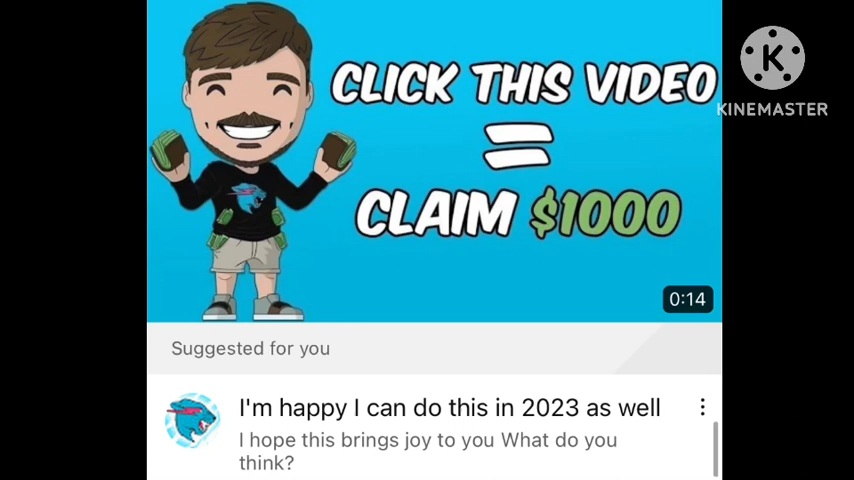 CLICK THIS VIDEO
=
CLAIM $1000
K
KINEMASTER
0:14
Suggested for you
I'm happy I can do this in 2023 as well
I hope this brings joy to you What do you
think?